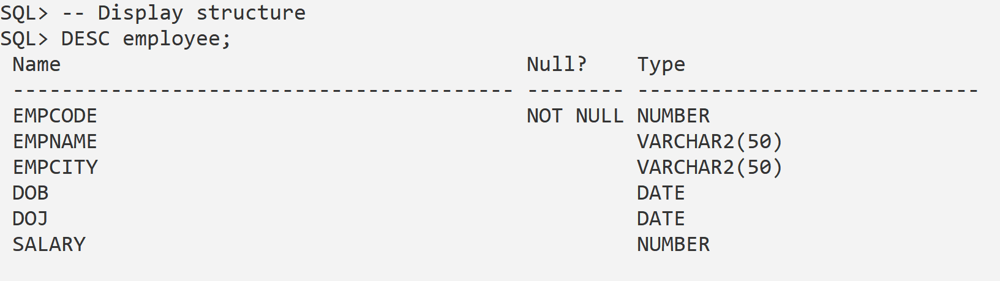 SQL> -- Display structure
SQL> DESC employee;
 Name                                      Null?    Type
 ----------------------------------------- -------- ----------------------------
 EMPCODE                                   NOT NULL NUMBER
 EMPNAME                                            VARCHAR2(50)
 EMPCITY                                            VARCHAR2(50)
 DOB                                                DATE
 DOJ                                                DATE
 SALARY                                             NUMBER